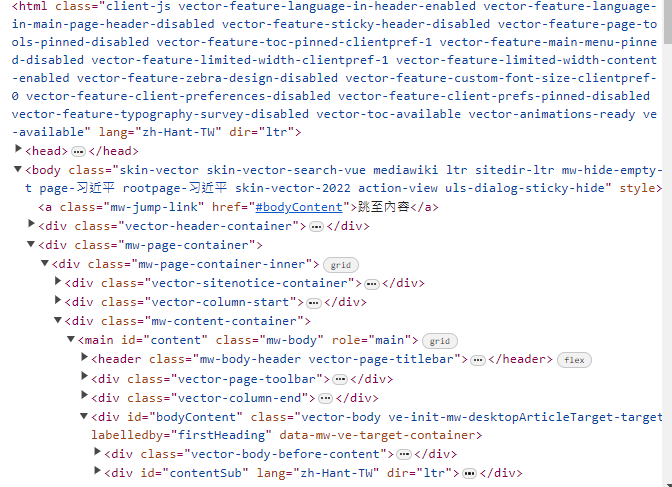 <html class="client-js vector-feature-language-in-header-enabled vector-feature-language-
in-main-page-header-disabled vector-feature-sticky-header-disabled vector-feature-page-to
ols-pinned-disabled vector-feature-toc-pinned-clientpref-1 vector-feature-main-menu-pinne
d-disabled vector-feature-limited-width-clientpref-1 vector-feature-limited-width-content
-enabled vector-feature-zebra-design-disabled vector-feature-custom-font-size-clientpref-
0 vector-feature-client-preferences-disabled vector-feature-client-prefs-pinned-disabled
vector-feature-typography-survey-disabled vector-toc-available vector-animations-ready ve
-available" lang="zh-Hant-TW" dir="ltr">
<head>…</head>
<body class="skin-vector skin-vector-search-vue mediawiki ltr sitedir-ltr mw-hide-empty-
t page-习近平 rootpage-习近平 skin-vector-2022 action-view uls-dialog-sticky-hide" style>
<a class="mw-jump-link" href="#bodyContent">跳至內容</a>
<div class="vector-header-container">…</div>
<div class="mw-page-container">
<div class="mw-page-container-inner"> grid
<div class="vector-sitenotice-container">…</div>
<div class="vector-column-start">…</div>
<div class="mw-content-container">
<main id="content" class="mw-body" role="main"> grid
<header class="mw-body-header vector-page-titlebar">…</header> flex
<div class="vector-page-toolbar">…</div>
<div class="vector-column-end">…</div>
<div id="bodyContent" class="vector-body ve-init-mw-desktopArticleTarget-target
labelledby="firstHeading" data-mw-ve-target-container>
<div class="vector-body-before-content">…</div>
<div id="contentSub" lang="zh-Hant-TW" dir="ltr">…</div>